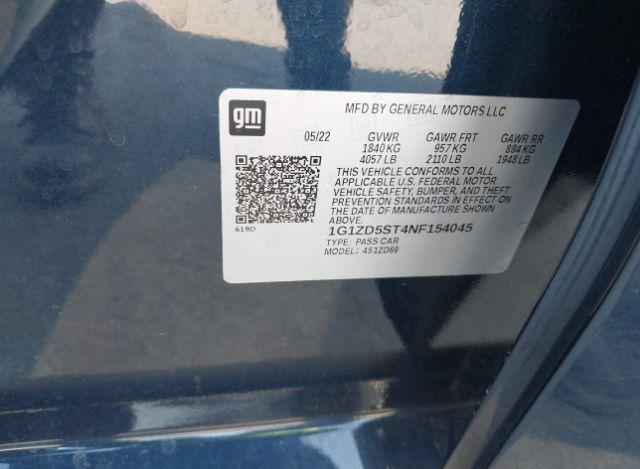 gm
MFD BY GENERAL MOTORS LLC
05/22 GVWR GAWR FRT GAWR RR
1840 KG 957 KG 884 KG
4057 LB 2110 LB 1948 LB
THIS VEHICLE CONFORMS TO ALL
APPLICABLE U.S. FEDERAL MOTOR
VEHICLE SAFETY, BUMPER, AND THEFT
PREVENTION STANDARDS IN EFFECT ON
THE DATE OF MANUFACTURE SHOWN
ABOVE.
619D
1G1ZD5ST4NF154045
TYPE: PASS CAR
MODEL: 4S1ZD69